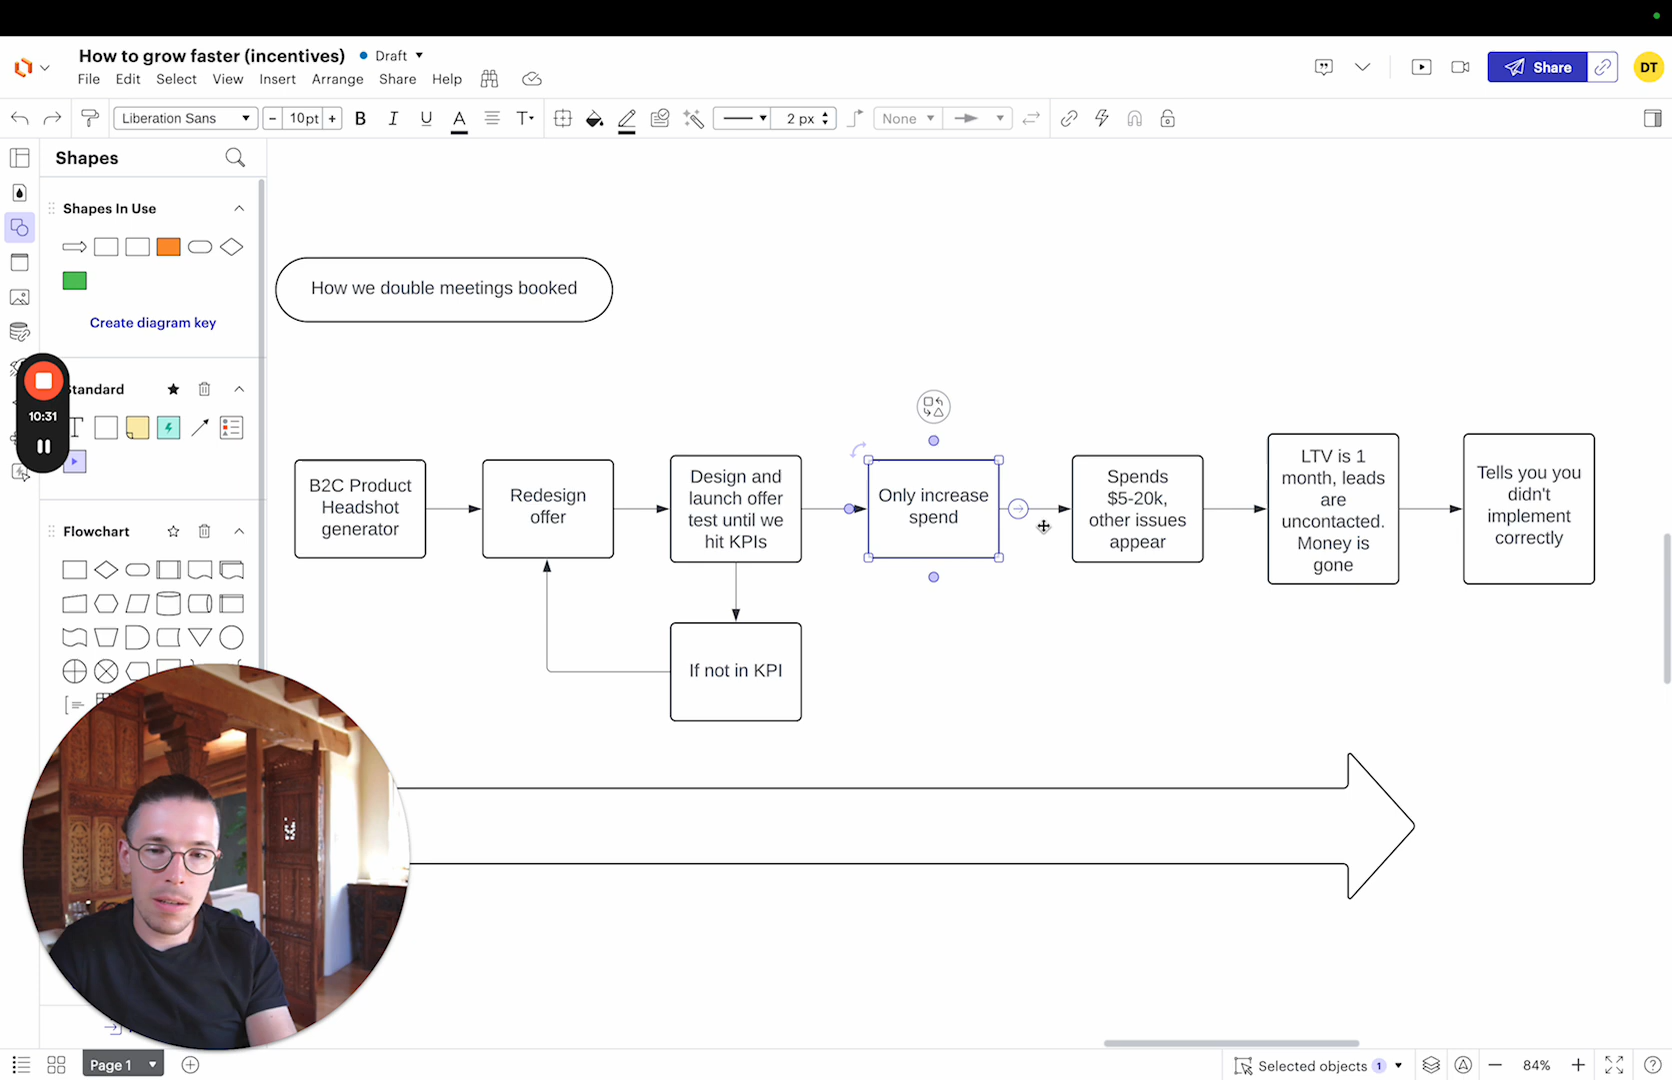 How to grow faster (incentives)
Draft
File Edit Select View Insert Arrange Share Help
Share
DT
Liberation Sans
− 10pt +
B I U A T
2 px
None
Shapes
Shapes In Use
Create diagram key
10:31
Standard
T
Flowchart
How we double meetings booked
B2C Product
Headshot
generator
Redesign
offer
Design and
launch offer
test until we
hit KPIs
Only increase
spend
Spends
$5-20k,
other issues
appear
LTV is 1
month, leads
are
uncontacted.
Money is
gone
Tells you you
didn't
implement
correctly
If not in KPI
Page 1
Selected objects 1
84%